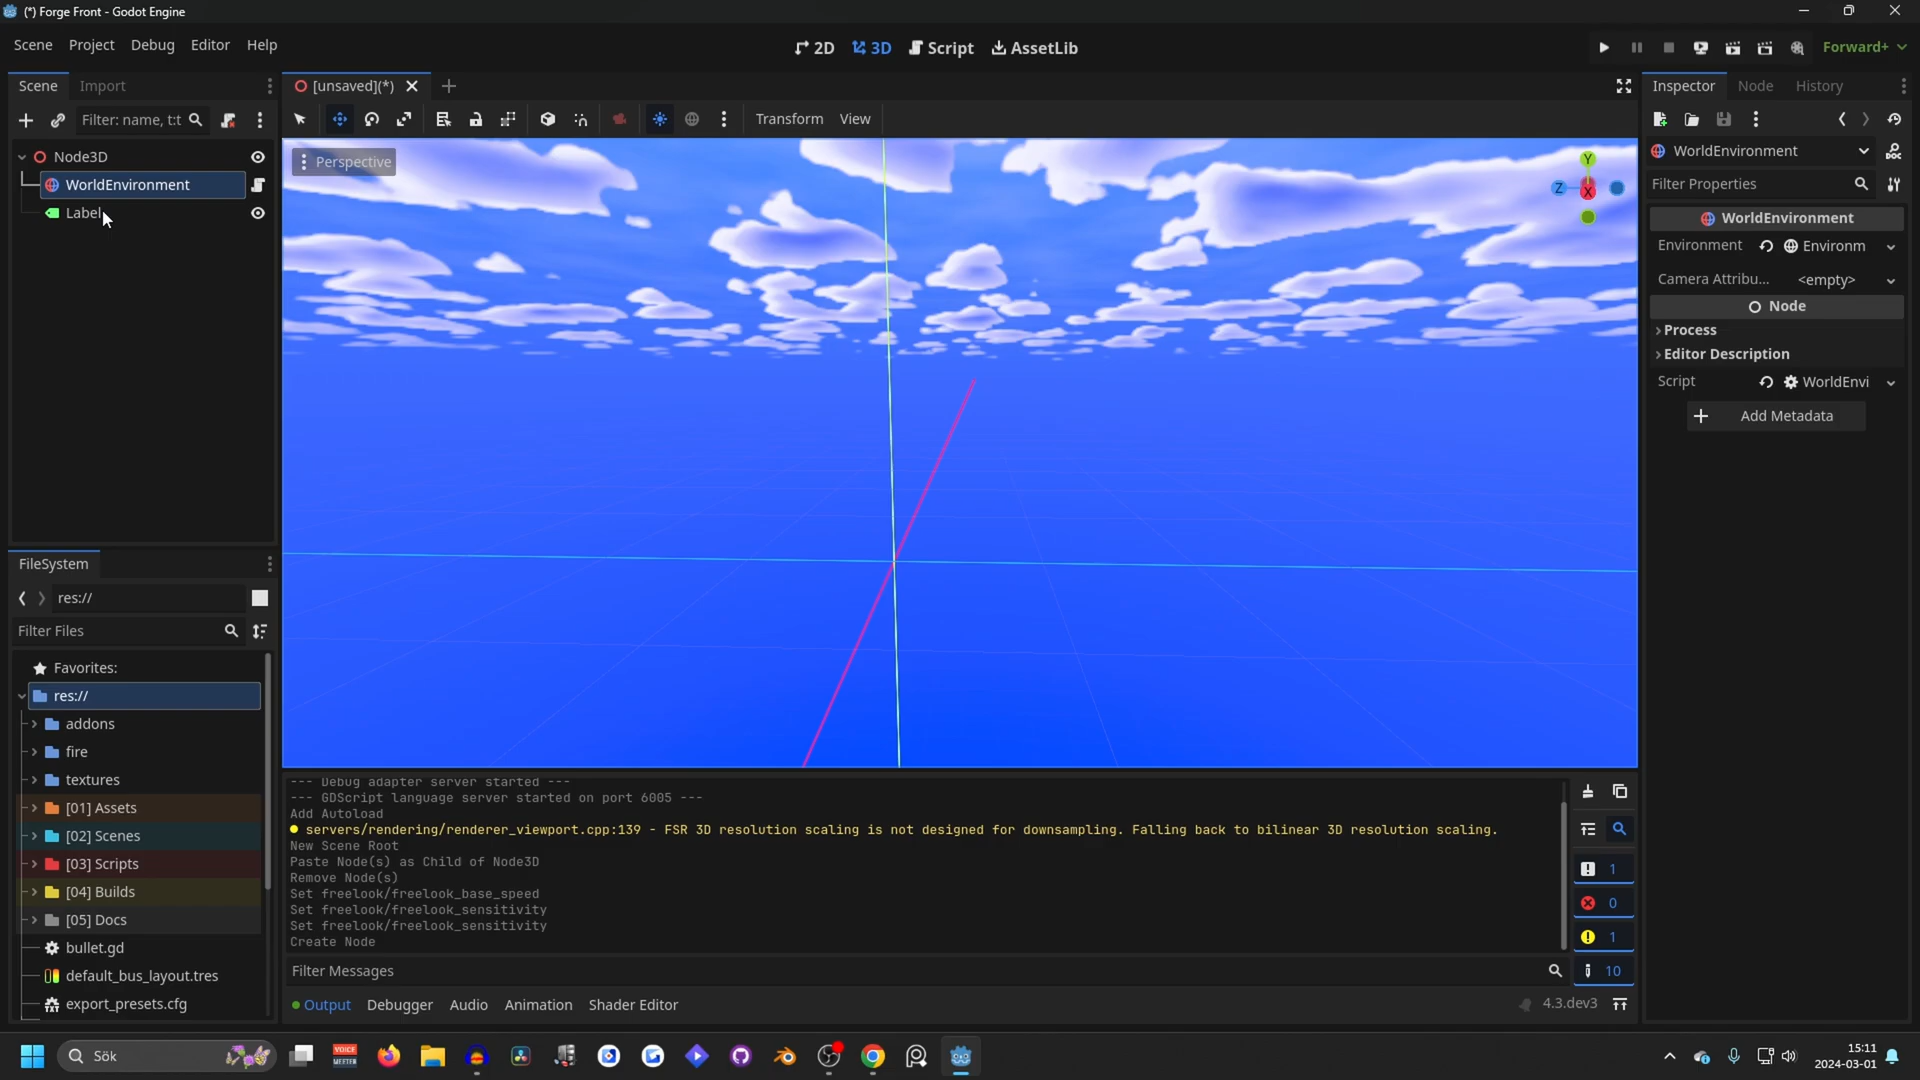 (*) Forge Front - Godot Engine
Scene Project Debug Editor Help
2D 3D Script AssetLib
Forward+
Scene Import
[unsaved](*)
Inspector Node History
Filter: name, t:t
Transform View
Node3D
WorldEnvironment
Label
Perspective
Y
Z
X
WorldEnvironment
Filter Properties
WorldEnvironment
Environment Environm
Camera Attribu... <empty>
Node
Process
Editor Description
Script WorldEnvi
Add Metadata
FileSystem
res://
Filter Files
Favorites:
res://
addons
fire
textures
[01] Assets
[02] Scenes
[03] Scripts
[04] Builds
[05] Docs
bullet.gd
default_bus_layout.tres
export_presets.cfg
--- Debug adapter server started ---
--- GDScript language server started on port 6005 ---
Add Autoload
servers/rendering/renderer_viewport.cpp:139 - FSR 3D resolution scaling is not designed for downsampling. Falling back to bilinear 3D resolution scaling.
New Scene Root
Paste Node(s) as Child of Node3D
Remove Node(s)
Set freelook/freelook_base_speed
Set freelook/freelook_sensitivity
Set freelook/freelook_sensitivity
Create Node
1
0
1
10
Filter Messages
Output Debugger Audio Animation Shader Editor
4.3.dev3
Sök
VOICE
MEETER
15:11
2024-03-01